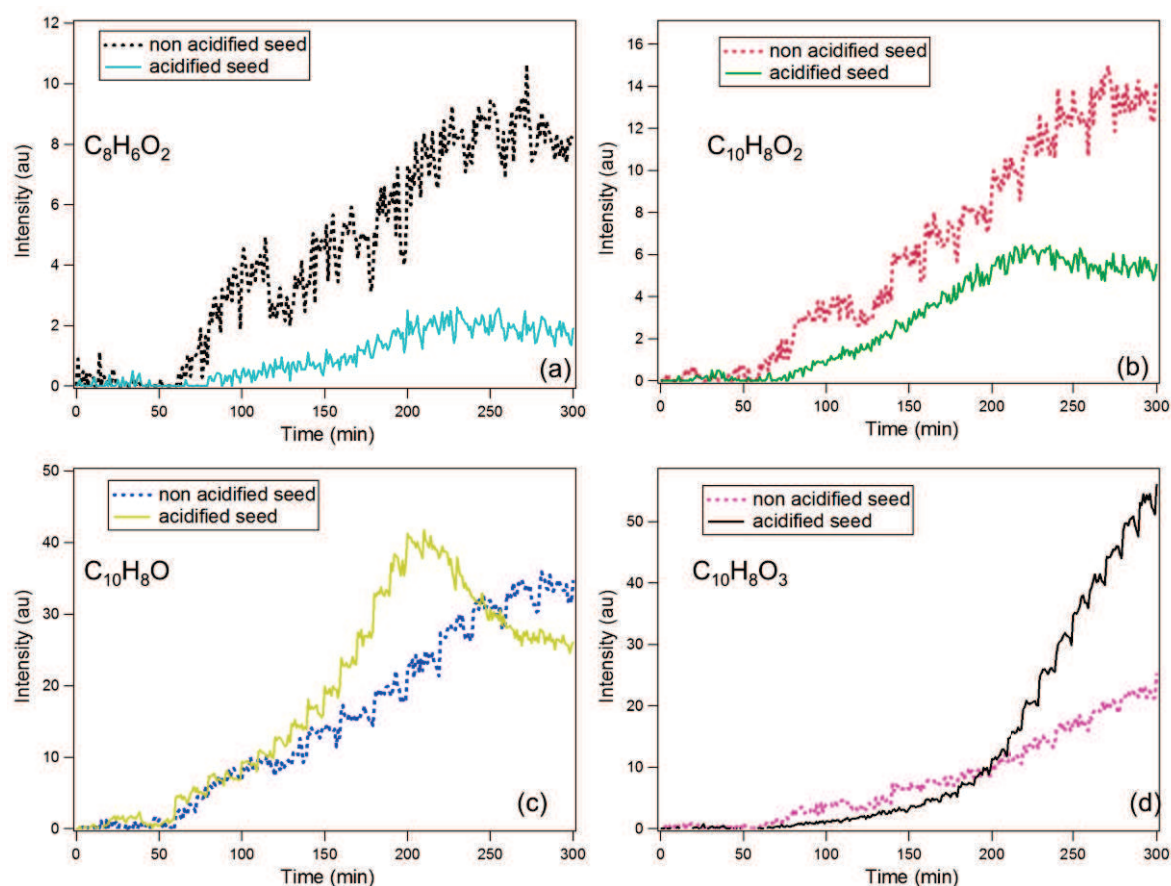 12
10
8
6
4
2
0
Intensity (au)
non acidified seed
acidified seed
C₈H₆O₂
(a)
0 50 100 150 200 250 300
Time (min)
16
14
12
10
8
6
4
2
0
Intensity (au)
non acidified seed
acidified seed
C₁₀H₈O₂
(b)
0 50 100 150 200 250 300
Time (min)
50
40
30
20
10
0
Intensity (au)
non acidified seed
acidified seed
C₁₀H₈O
(c)
0 50 100 150 200 250 300
Time (min)
50
40
30
20
10
0
Intensity (au)
non acidified seed
acidified seed
C₁₀H₈O₃
(d)
0 50 100 150 200 250 300
Time (min)